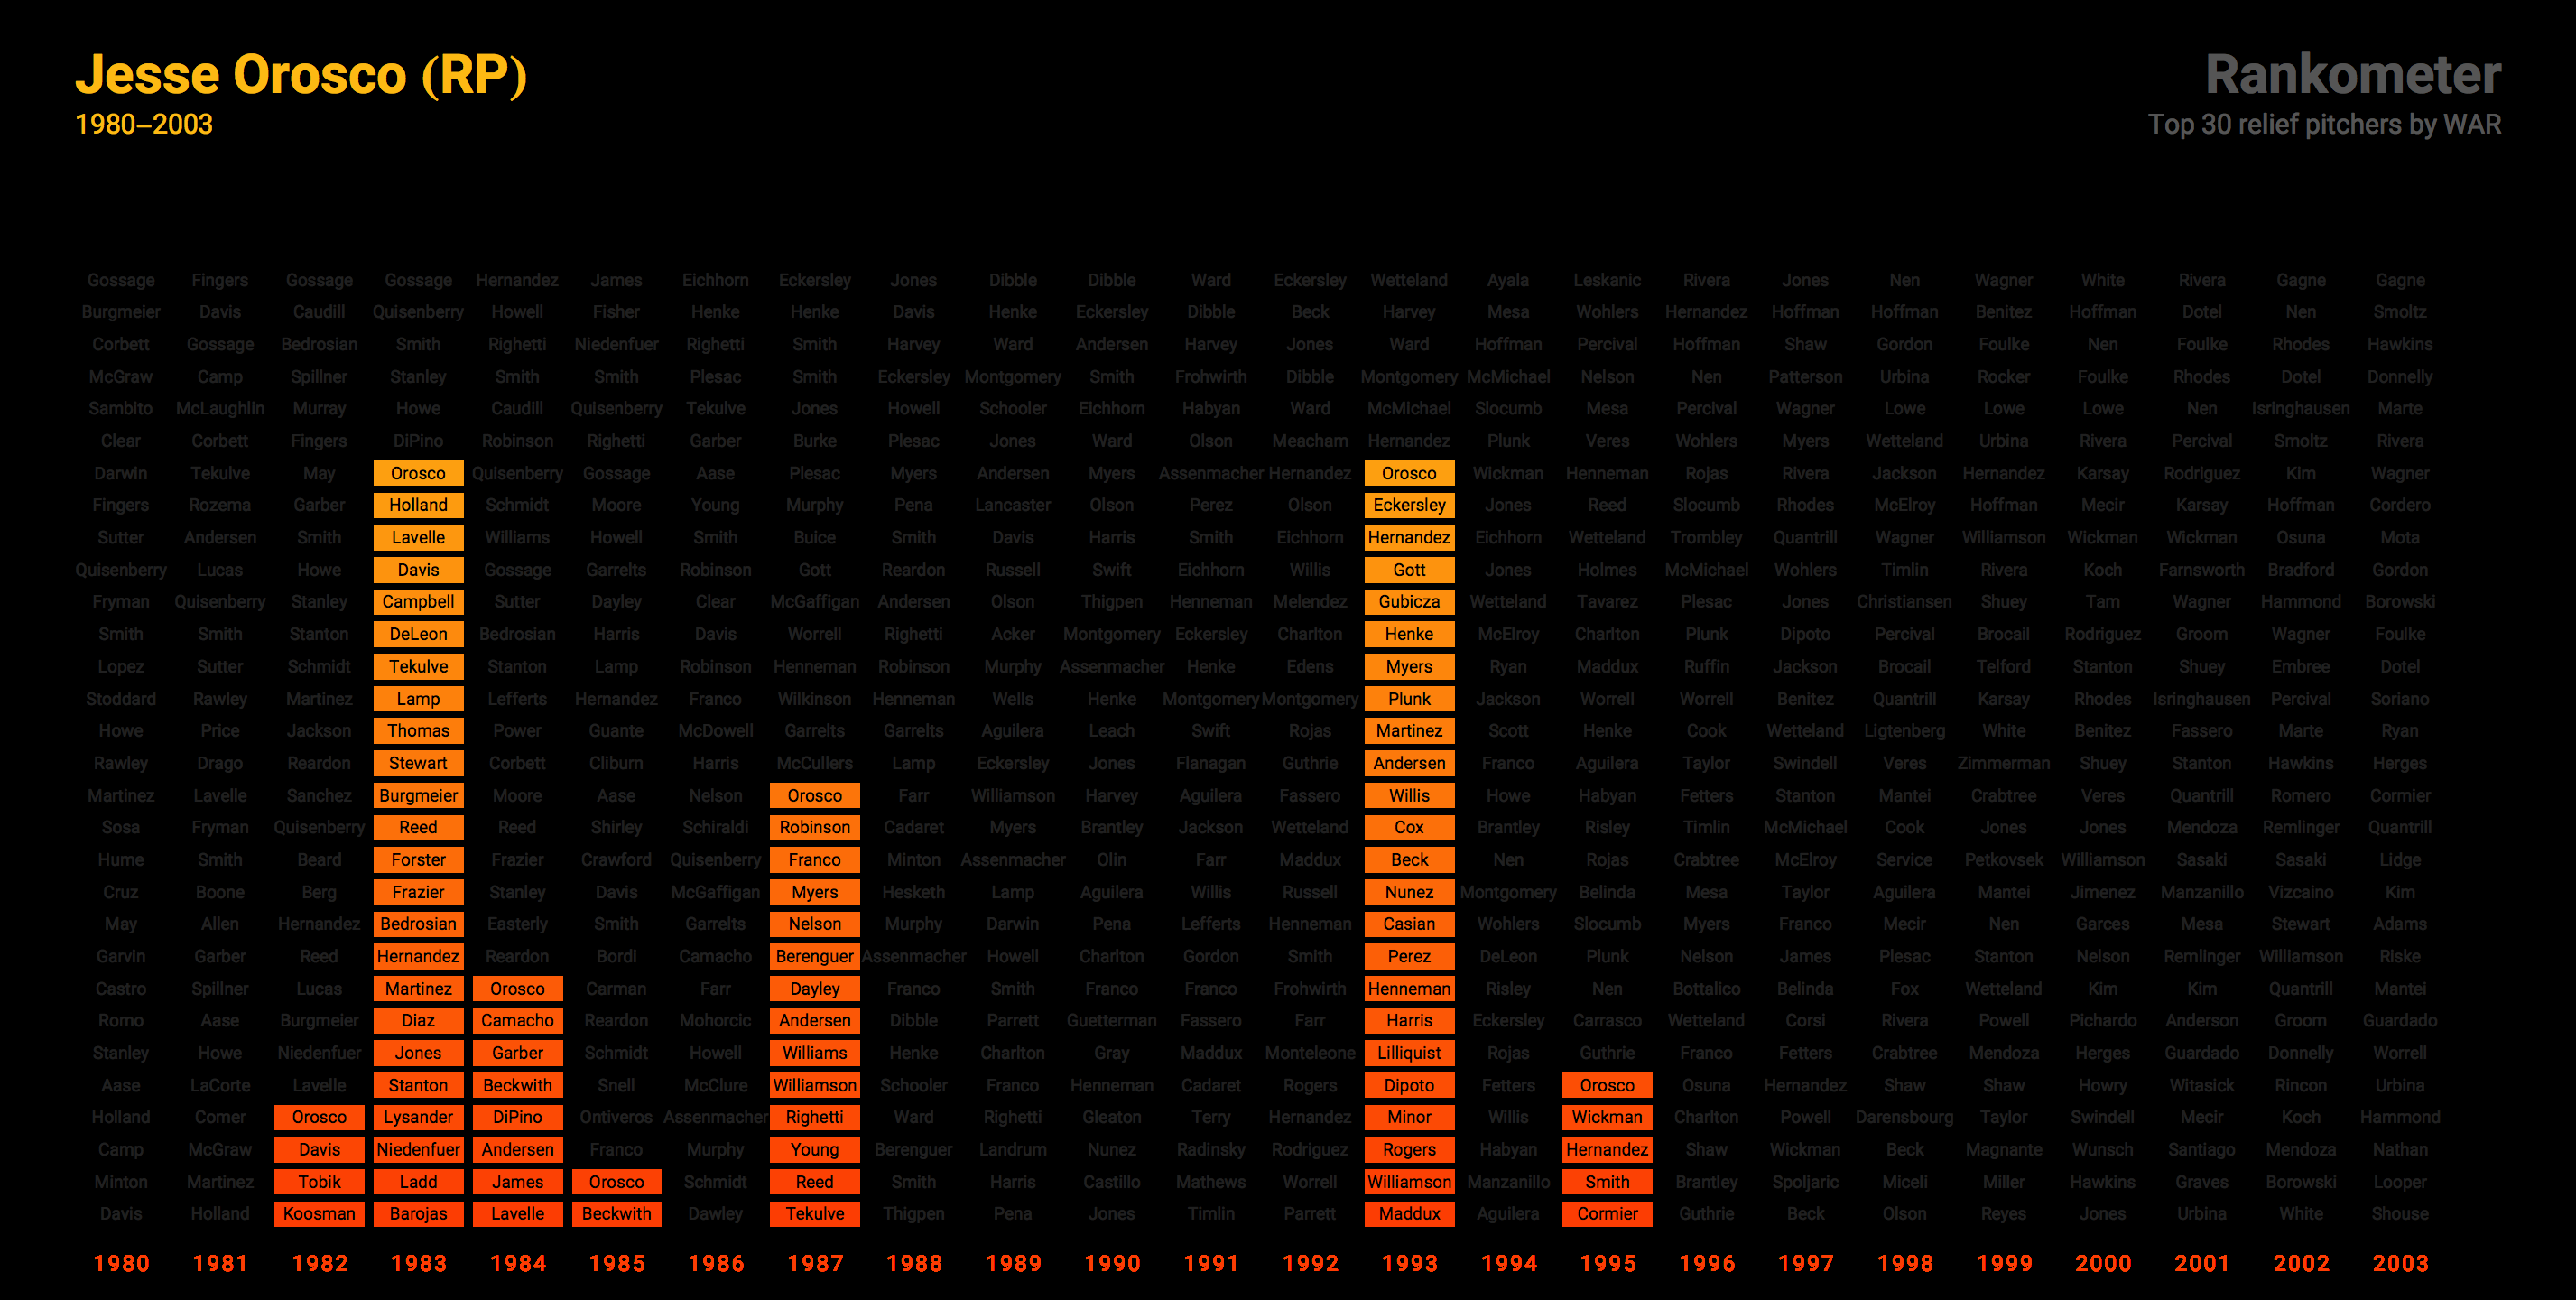 Jesse Orosco (RP)
Rankometer
1980–2003
Top 30 relief pitchers by WAR
Gossage Fingers Gossage Gossage Hernandez James Eichhorn Eckersley Jones Dibble Dibble Ward Eckersley Wetteland Ayala Leskanic Rivera Jones Nen Wagner White Rivera Gagne Gagne
Burgmeier Davis Caudill Quisenberry Howell Fisher Henke Henke Davis Henke Eckersley Dibble Beck Harvey Mesa Wohlers Hernandez Hoffman Hoffman Benitez Hoffman Dotel Nen Smoltz
Corbett Gossage Bedrosian Smith Righetti Niedenfuer Righetti Smith Harvey Ward Andersen Harvey Jones Ward Hoffman Percival Hoffman Shaw Gordon Foulke Nen Foulke Rhodes Hawkins
McGraw Camp Spillner Stanley Smith Smith Plesac Smith Eckersley Montgomery Smith Frohwirth Dibble Montgomery McMichael Nelson Nen Patterson Urbina Rocker Foulke Rhodes Dotel Donnelly
Sambito McLaughlin Murray Howe Caudill Quisenberry Tekulve Jones Howell Schooler Eichhorn Habyan Ward McMichael Slocumb Mesa Percival Wagner Lowe Lowe Lowe Nen Isringhausen Marte
Clear Corbett Fingers DiPino Robinson Righetti Garber Burke Plesac Jones Ward Olson Meacham Hernandez Plunk Veres Wohlers Myers Wetteland Urbina Rivera Percival Smoltz Rivera
Darwin Tekulve May Orosco Quisenberry Gossage Aase Plesac Myers Andersen Myers Assenmacher Hernandez Orosco Wickman Henneman Rojas Rivera Jackson Hernandez Karsay Rodriguez Kim Wagner
Fingers Rozema Garber Holland Schmidt Moore Young Murphy Pena Lancaster Olson Perez Olson Eckersley Jones Reed Slocumb Rhodes McElroy Hoffman Mecir Karsay Hoffman Cordero
Sutter Andersen Smith Lavelle Williams Howell Smith Buice Smith Davis Harris Smith Eichhorn Hernandez Eichhorn Wetteland Trombley Quantrill Wagner Williamson Wickman Wickman Osuna Mota
Quisenberry Lucas Howe Davis Gossage Garrelts Robinson Gott Reardon Russell Swift Eichhorn Willis Gott Jones Holmes McMichael Wohlers Timlin Rivera Koch Farnsworth Bradford Gordon
Fryman Quisenberry Stanley Campbell Sutter Dayley Clear McGaffigan Andersen Olson Thigpen Henneman Melendez Gubicza Wetteland Tavarez Plesac Jones Christiansen Shuey Tam Wagner Hammond Borowski
Smith Smith Stanton DeLeon Bedrosian Harris Davis Worrell Righetti Acker Montgomery Eckersley Charlton Henke McElroy Charlton Plunk Dipoto Percival Brocail Rodriguez Groom Wagner Foulke
Lopez Sutter Schmidt Tekulve Stanton Lamp Robinson Henneman Robinson Murphy Assenmacher Henke Edens Myers Ryan Maddux Ruffin Jackson Brocail Telford Stanton Shuey Embree Dotel
Stoddard Rawley Martinez Lamp Lefferts Hernandez Franco Wilkinson Henneman Wells Henke Montgomery Montgomery Plunk Jackson Worrell Worrell Benitez Quantrill Karsay Rhodes Isringhausen Percival Soriano
Howe Price Jackson Thomas Power Guante McDowell Garrelts Garrelts Aguilera Leach Swift Rojas Martinez Scott Henke Cook Wetteland Ligtenberg White Benitez Fassero Marte Ryan
Rawley Drago Reardon Stewart Corbett Cliburn Harris McCullers Lamp Eckersley Jones Flanagan Guthrie Andersen Franco Aguilera Taylor Swindell Veres Zimmerman Shuey Stanton Hawkins Herges
Martinez Lavelle Sanchez Burgmeier Moore Aase Nelson Orosco Farr Williamson Harvey Aguilera Fassero Willis Howe Habyan Fetters Stanton Mantei Crabtree Veres Quantrill Romero Cormier
Sosa Fryman Quisenberry Reed Reed Shirley Schiraldi Robinson Cadaret Myers Brantley Jackson Wetteland Cox Brantley Risley Timlin McMichael Cook Jones Jones Mendoza Remlinger Quantrill
Hume Smith Beard Forster Frazier Crawford Quisenberry Franco Minton Assenmacher Olin Farr Maddux Beck Nen Rojas Crabtree McElroy Service Petkovsek Williamson Sasaki Sasaki Lidge
Cruz Boone Berg Frazier Stanley Davis McGaffigan Myers Hesketh Lamp Aguilera Willis Russell Nunez Montgomery Belinda Mesa Taylor Aguilera Mantei Jimenez Manzanillo Vizcaino Kim
May Allen Hernandez Bedrosian Easterly Smith Garrelts Nelson Murphy Darwin Pena Lefferts Henneman Casian Wohlers Slocumb Myers Franco Mecir Nen Garces Mesa Stewart Adams
Garvin Garber Reed Hernandez Reardon Bordi Camacho Berenguer Assenmacher Howell Charlton Gordon Smith Perez DeLeon Plunk Nelson James Plesac Stanton Nelson Remlinger Williamson Riske
Castro Spillner Lucas Martinez Orosco Carman Farr Dayley Franco Smith Franco Franco Frohwirth Henneman Risley Nen Bottalico Belinda Fox Wetteland Kim Kim Quantrill Mantei
Romo Aase Burgmeier Diaz Camacho Reardon Mohorcic Andersen Dibble Parrett Guetterman Fassero Farr Harris Eckersley Carrasco Wetteland Corsi Rivera Powell Pichardo Anderson Groom Guardado
Stanley Howe Niedenfuer Jones Garber Schmidt Howell Williams Henke Charlton Gray Maddux Monteleone Lilliquist Rojas Guthrie Franco Fetters Crabtree Mendoza Herges Guardado Donnelly Worrell
Aase LaCorte Lavelle Stanton Beckwith Snell McClure Williamson Schooler Franco Henneman Cadaret Rogers Dipoto Fetters Orosco Osuna Hernandez Shaw Shaw Howry Witasick Rincon Urbina
Holland Comer Orosco Lysander DiPino Ontiveros Assenmacher Righetti Ward Righetti Gleaton Terry Hernandez Minor Willis Wickman Charlton Powell Darensbourg Taylor Swindell Mecir Koch Hammond
Camp McGraw Davis Niedenfuer Andersen Franco Murphy Young Berenguer Landrum Nunez Radinsky Rodriguez Rogers Habyan Hernandez Shaw Wickman Beck Magnante Wunsch Santiago Mendoza Nathan
Minton Martinez Tobik Ladd James Orosco Schmidt Reed Smith Harris Castillo Mathews Worrell Williamson Manzanillo Smith Brantley Spoljaric Miceli Miller Hawkins Graves Borowski Looper
Davis Holland Koosman Barojas Lavelle Beckwith Dawley Tekulve Thigpen Pena Jones Timlin Parrett Maddux Aguilera Cormier Guthrie Beck Olson Reyes Jones Urbina White Shouse
1980 1981 1982 1983 1984 1985 1986 1987 1988 1989 1990 1991 1992 1993 1994 1995 1996 1997 1998 1999 2000 2001 2002 2003